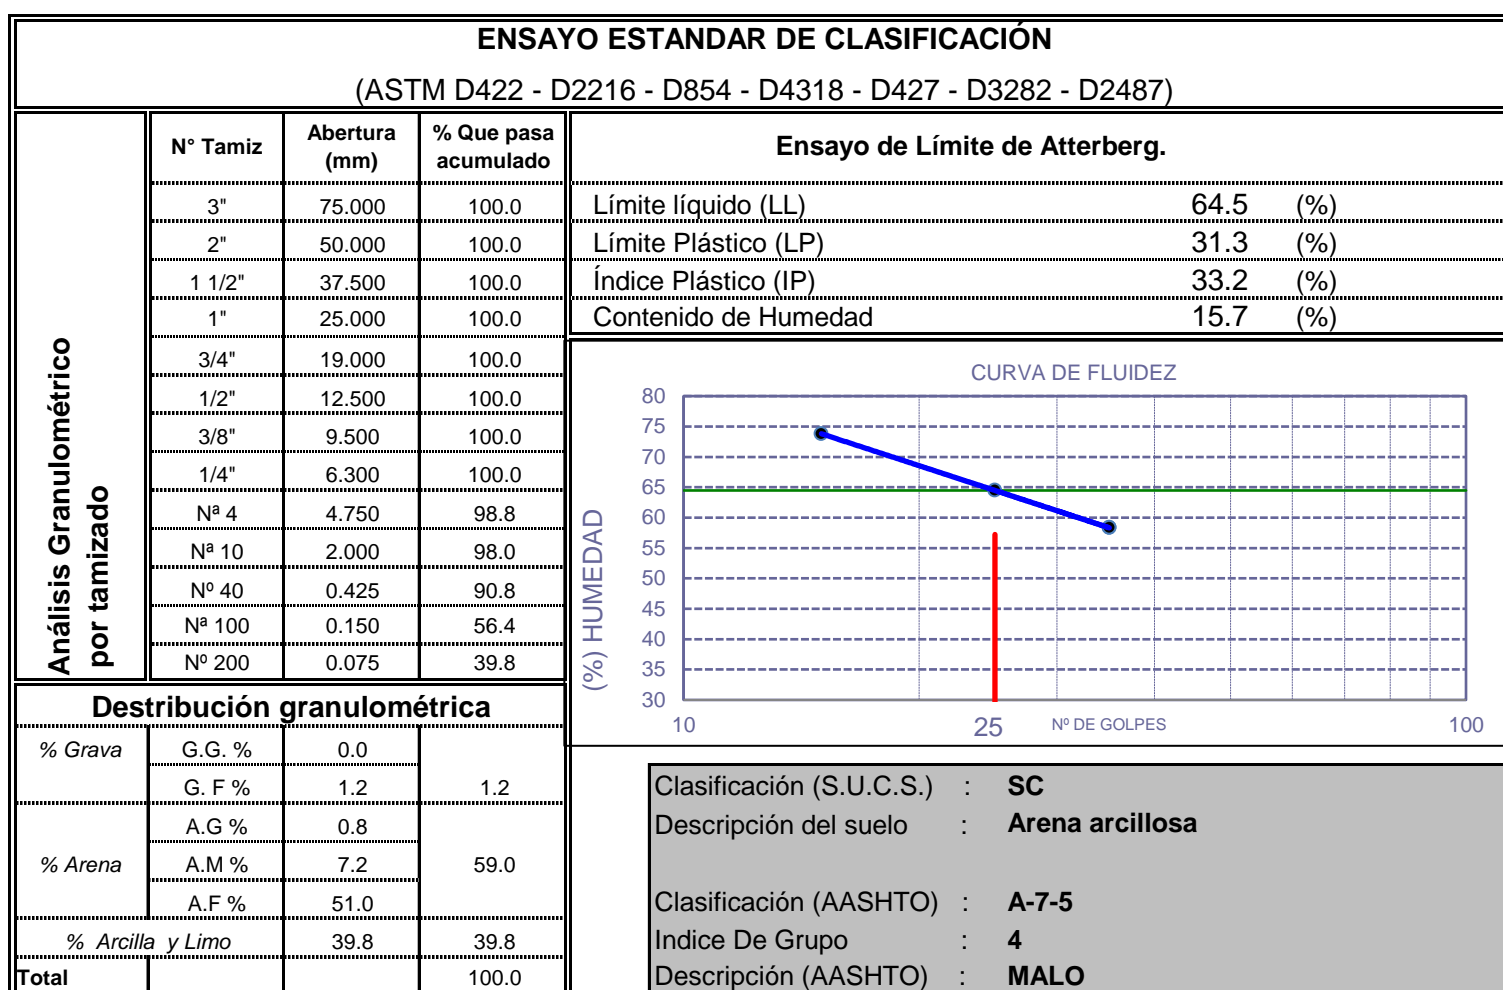 ENSAYO ESTANDAR DE CLASIFICACIÓN
(ASTM D422 - D2216 - D854 - D4318 - D427 - D3282 - D2487)
Análisis Granulométrico
por tamizado
N° Tamiz Abertura (mm) % Que pasa acumulado
3" 75.000 100.0
2" 50.000 100.0
1 1/2" 37.500 100.0
1" 25.000 100.0
3/4" 19.000 100.0
1/2" 12.500 100.0
3/8" 9.500 100.0
1/4" 6.300 100.0
Nª 4 4.750 98.8
Nª 10 2.000 98.0
Nº 40 0.425 90.8
Nª 100 0.150 56.4
Nº 200 0.075 39.8
Destribución granulométrica
% Grava G.G. % 0.0
G. F % 1.2 1.2
A.G % 0.8
% Arena A.M % 7.2 59.0
A.F % 51.0
% Arcilla y Limo 39.8 39.8
Total 100.0
Ensayo de Límite de Atterberg.
Límite líquido (LL) 64.5 (%)
Límite Plástico (LP) 31.3 (%)
Índice Plástico (IP) 33.2 (%)
Contenido de Humedad 15.7 (%)
CURVA DE FLUIDEZ
(%) HUMEDAD
80
75
70
65
60
55
50
45
40
35
30
10 25 Nº DE GOLPES 100
Clasificación (S.U.C.S.) : SC
Descripción del suelo : Arena arcillosa
Clasificación (AASHTO) : A-7-5
Indice De Grupo : 4
Descripción (AASHTO) : MALO